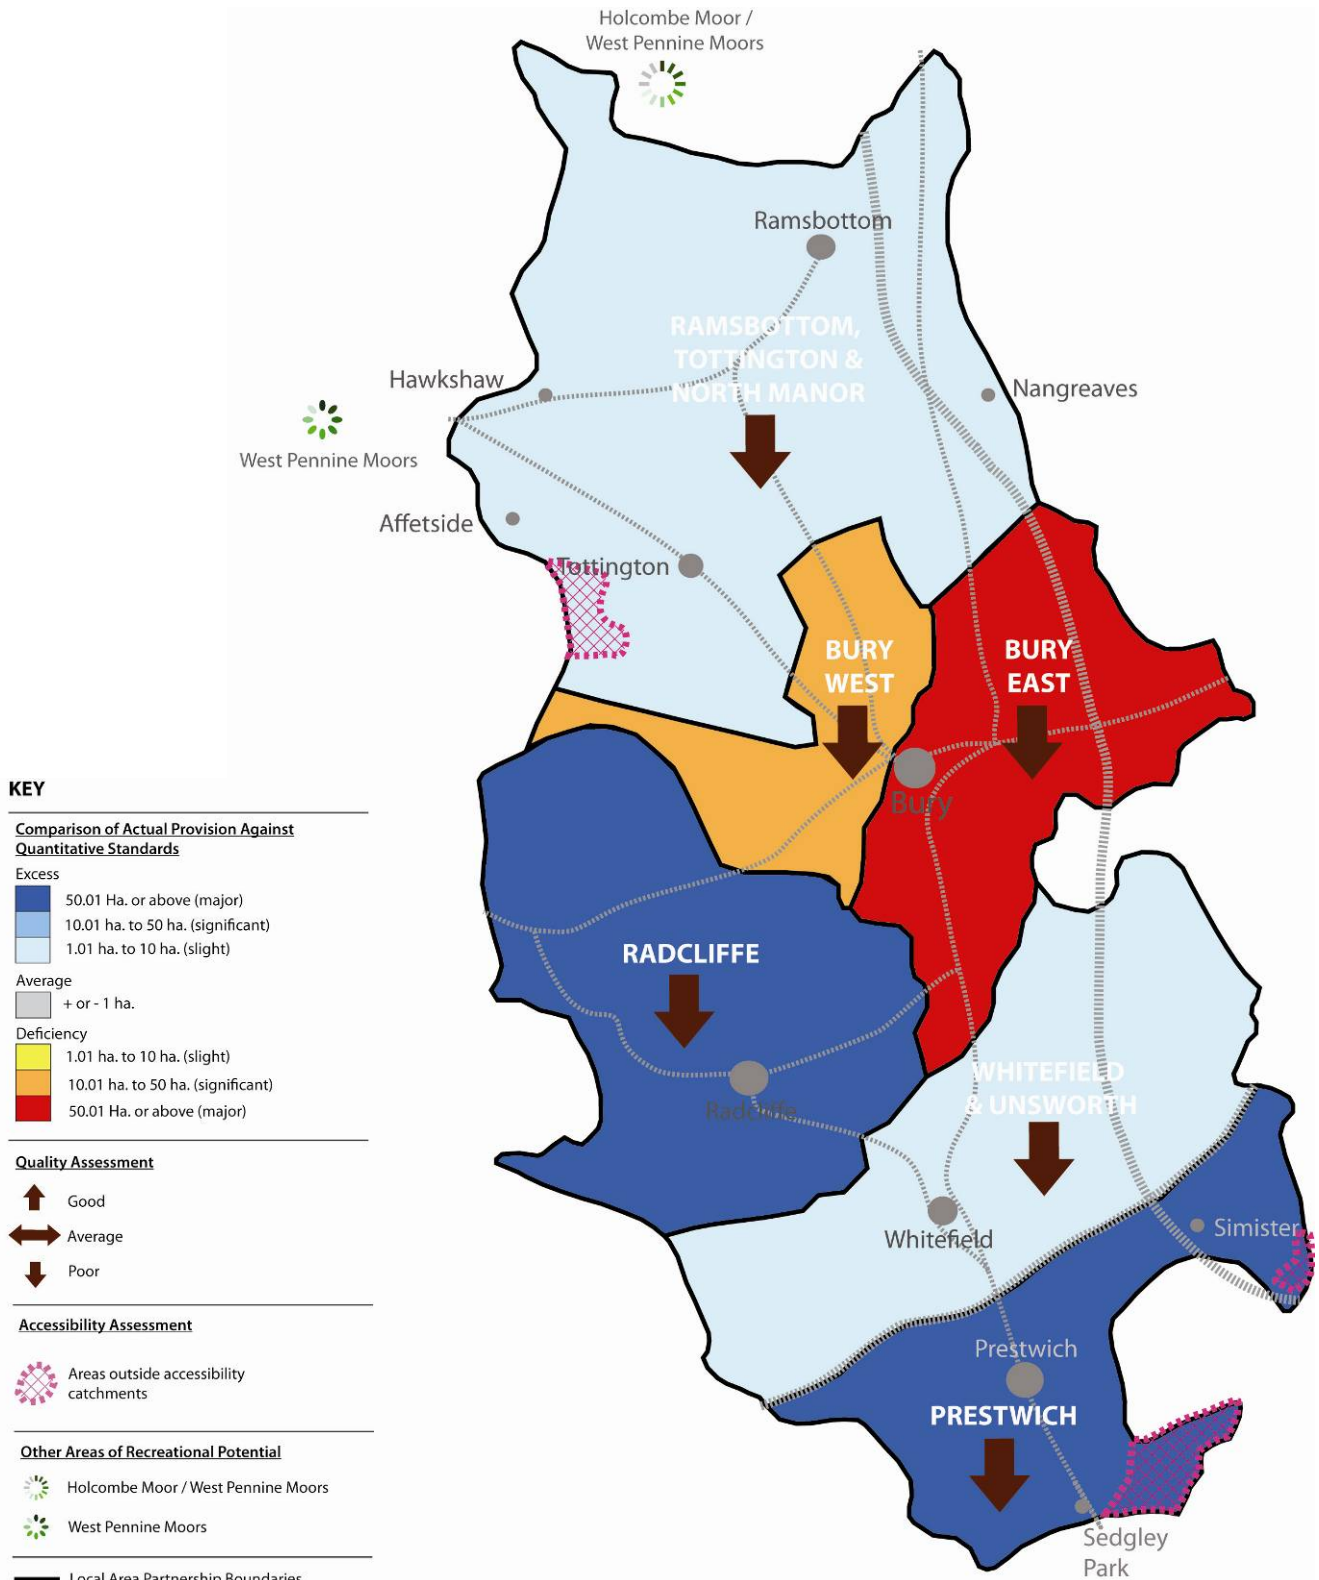 Holcombe Moor /
West Pennine Moors
Ramsbottom
RAMSBOTTOM,
TOTTINGTON &
NORTH MANOR
Hawkshaw
Nangreaves
West Pennine Moors
Affetside
Tottington
BURY
WEST
BURY
EAST
Bury
RADCLIFFE
Radcliffe
WHITEFIELD
& UNSWORTH
Whitefield
Simister
Prestwich
PRESTWICH
Sedgley
Park
KEY
Comparison of Actual Provision Against
Quantitative Standards
Excess
50.01 Ha. or above (major)
10.01 ha. to 50 ha. (significant)
1.01 ha. to 10 ha. (slight)
Average
+ or - 1 ha.
Deficiency
1.01 ha. to 10 ha. (slight)
10.01 ha. to 50 ha. (significant)
50.01 Ha. or above (major)
Quality Assessment
Good
Average
Poor
Accessibility Assessment
Areas outside accessibility
catchments
Other Areas of Recreational Potential
Holcombe Moor / West Pennine Moors
West Pennine Moors
Local Area Partnership Boundaries